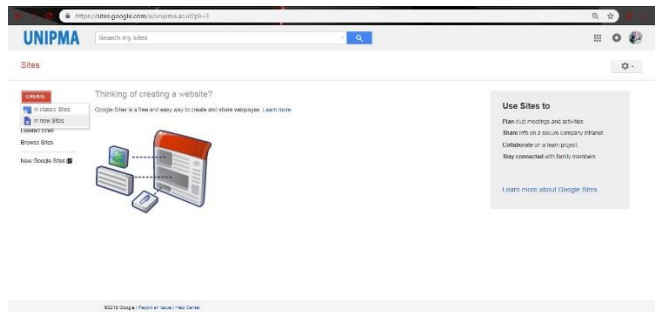 https://sites.google.com/a/unipma.ac.id?pli=1
UNIPMA
Search my sites
Sites
CREATE
in classic Sites
in new Sites
Deleted Sites
Browse Sites
New Google Sites
Thinking of creating a website?
Google Sites is a free and easy way to create and share webpages. Learn more
Use Sites to
Plan club meetings and activities
Share info on a secure company intranet
Collaborate on a team project
Stay connected with family members
Learn more about Google Sites.
Google | Report an Issue | Help Center